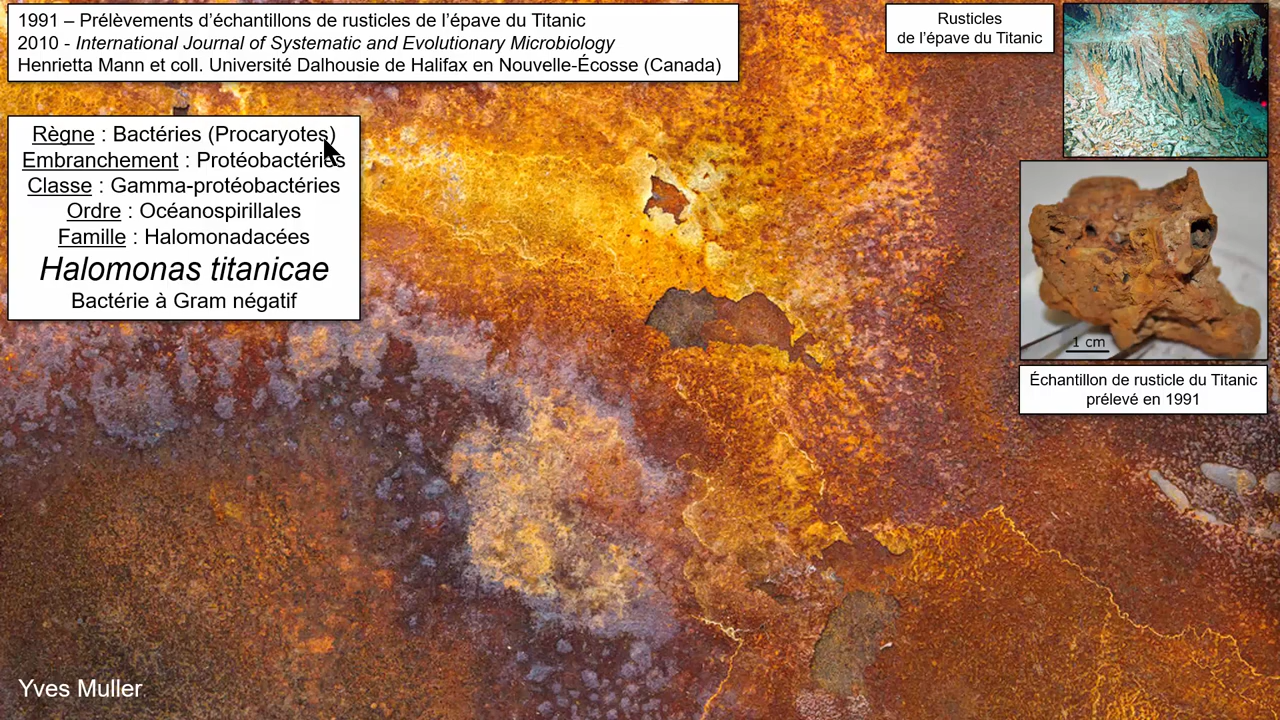 1991 – Prélèvements d’échantillons de rusticles de l’épave du Titanic
2010 - International Journal of Systematic and Evolutionary Microbiology
Henrietta Mann et coll. Université Dalhousie de Halifax en Nouvelle-Écosse (Canada)
Rusticles
de l’épave du Titanic
Règne : Bactéries (Procaryotes)
Embranchement : Protéobactéries
Classe : Gamma-protéobactéries
Ordre : Océanospirillales
Famille : Halomonadacées
Halomonas titanicae
Bactérie à Gram négatif
1 cm
Échantillon de rusticle du Titanic
prélevé en 1991
Yves Muller